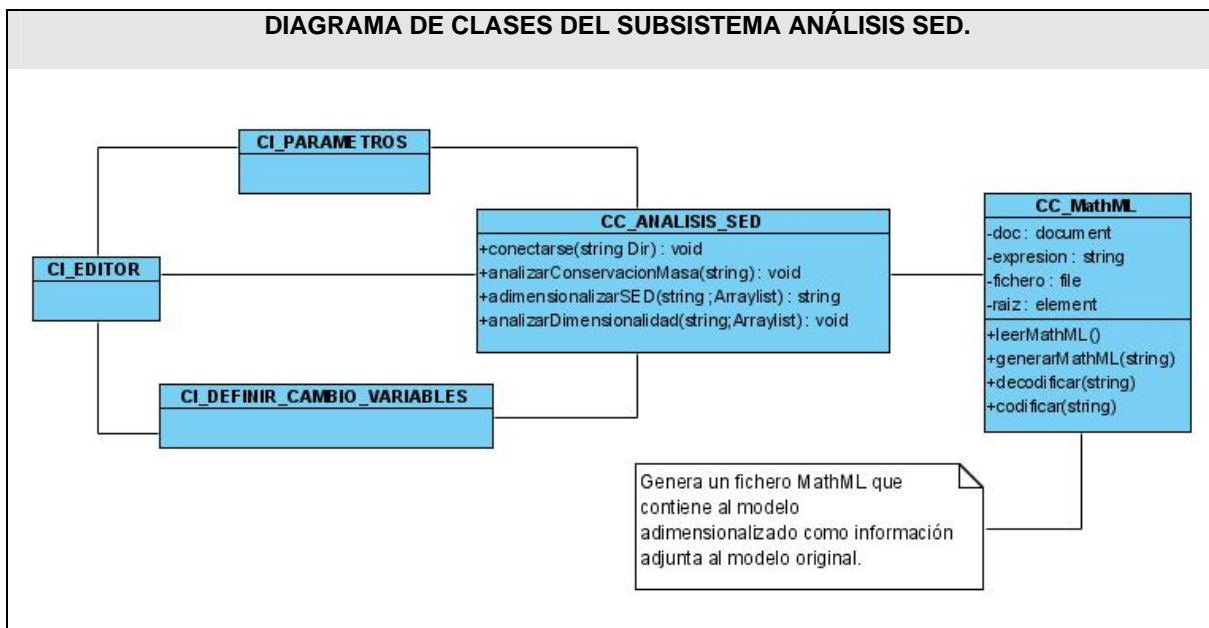 DIAGRAMA DE CLASES DEL SUBSISTEMA ANÁLISIS SED.
CI_PARAMETROS
CI_EDITOR
CC_ANALISIS_SED
+conectarse(string Dir) : void
+analizarConservacionMasa(string) : void
+adimensionalizarSED(string ;Arraylist) : string
+analizarDimensionalidad(string;Arraylist) : void
CC_MathML
-doc : document
-expresion : string
-fichero : file
-raiz : element
+leerMathML()
+generarMathML(string)
+decodificar(string)
+codificar(string)
CI_DEFINIR_CAMBIO_VARIABLES
Genera un fichero MathML que
contiene al modelo
adimensionalizado como información
adjunta al modelo original.